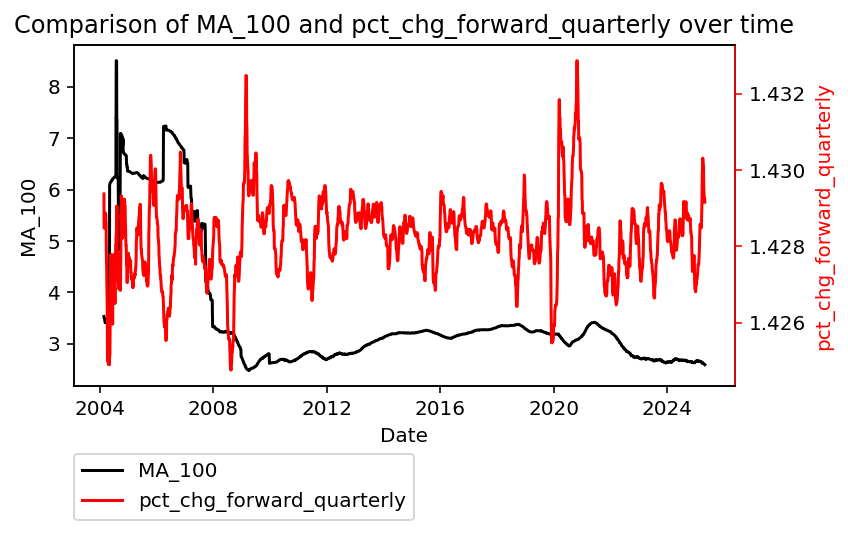 Comparison of MA_100 and pct_chg_forward_quarterly over time
MA_100
8
7
6
5
4
3
1.432
1.430
1.428
1.426
pct_chg_forward_quarterly
2004 2008 2012 2016 2020 2024
Date
MA_100
pct_chg_forward_quarterly